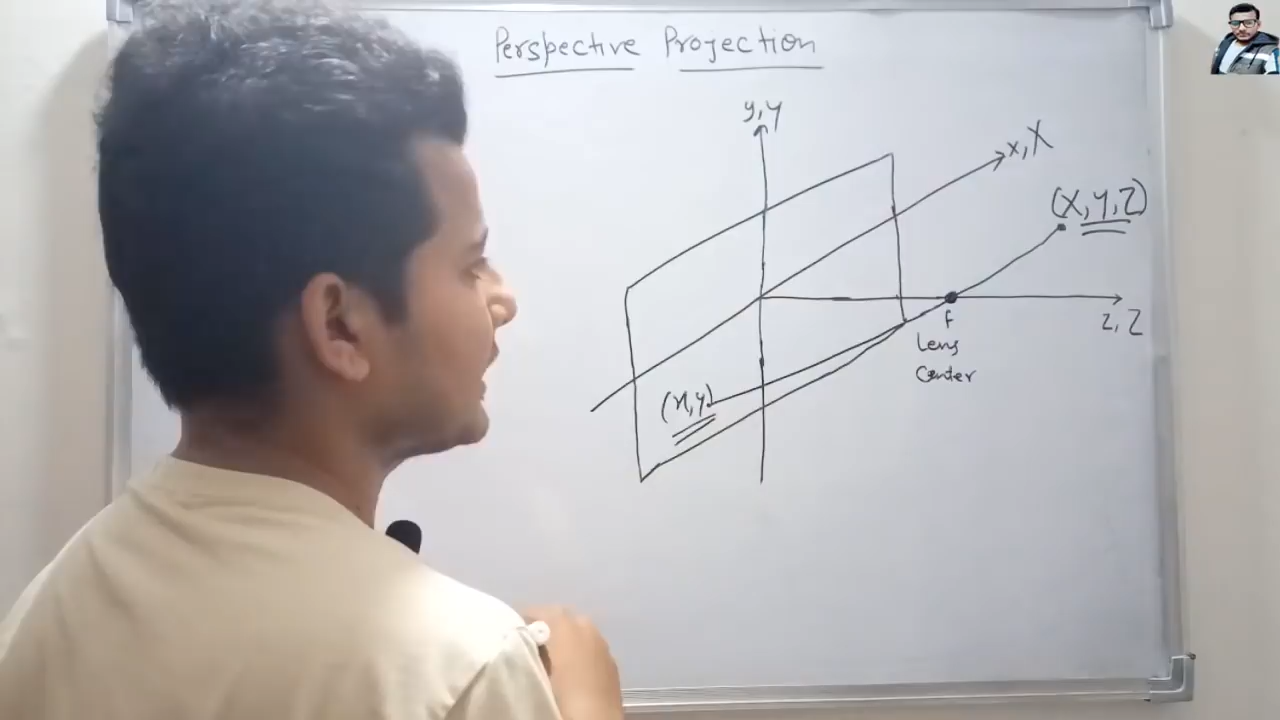 Perspective Projection
y,Y
x,X
(X,Y,Z)
z,Z
f
Lens
Center
(x,y)